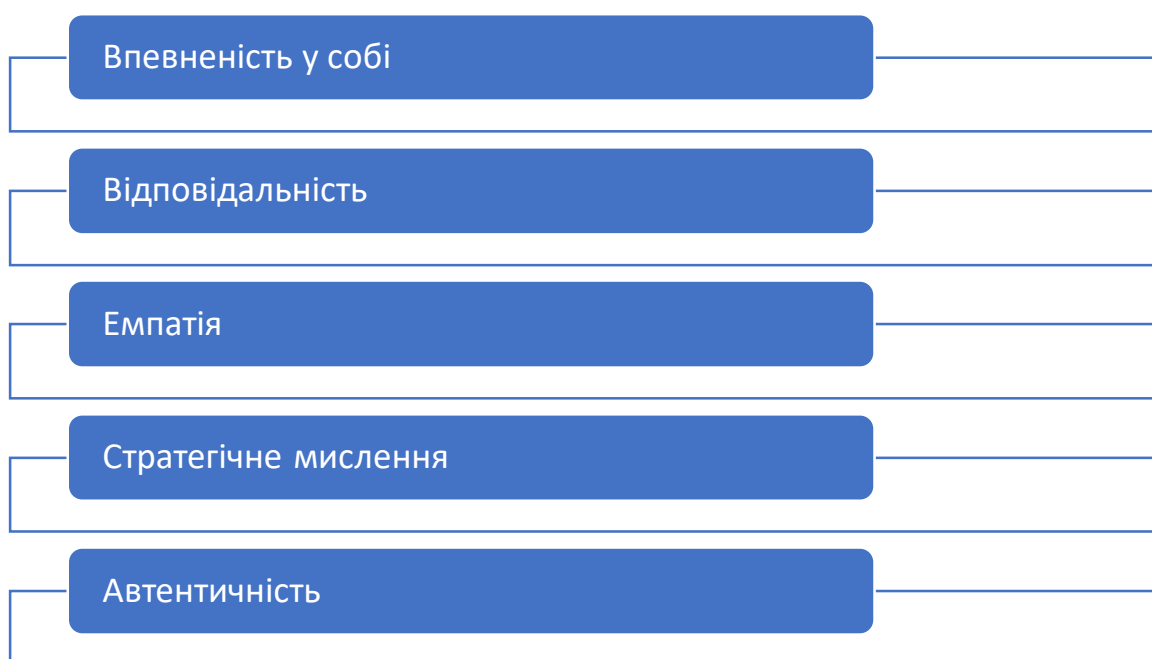 Впевненість у собі
Відповідальність
Емпатія
Стратегічне мислення
Автентичність